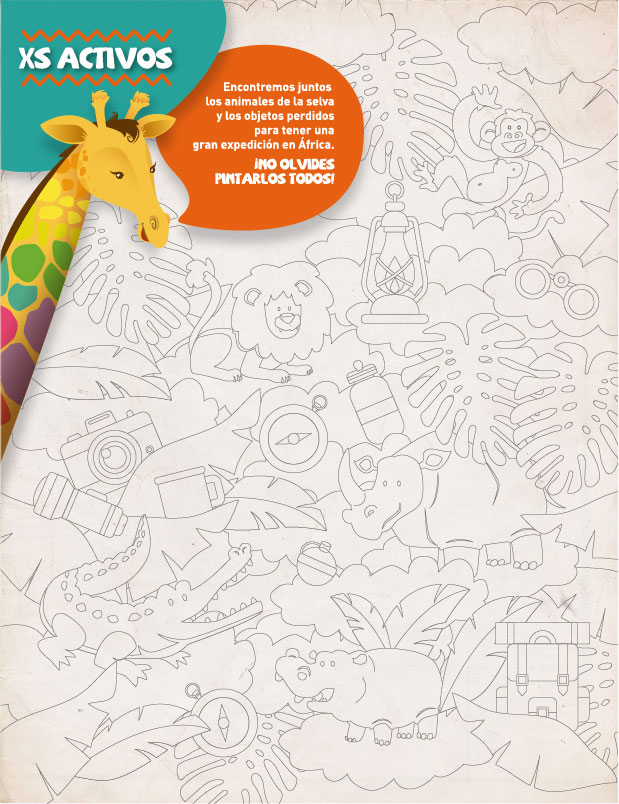 XS ACTIVOS
Encontremos juntos
los animales de la selva
y los objetos perdidos
para tener una
gran expedición en África.
¡NO OLVIDES
PINTARLOS TODOS!